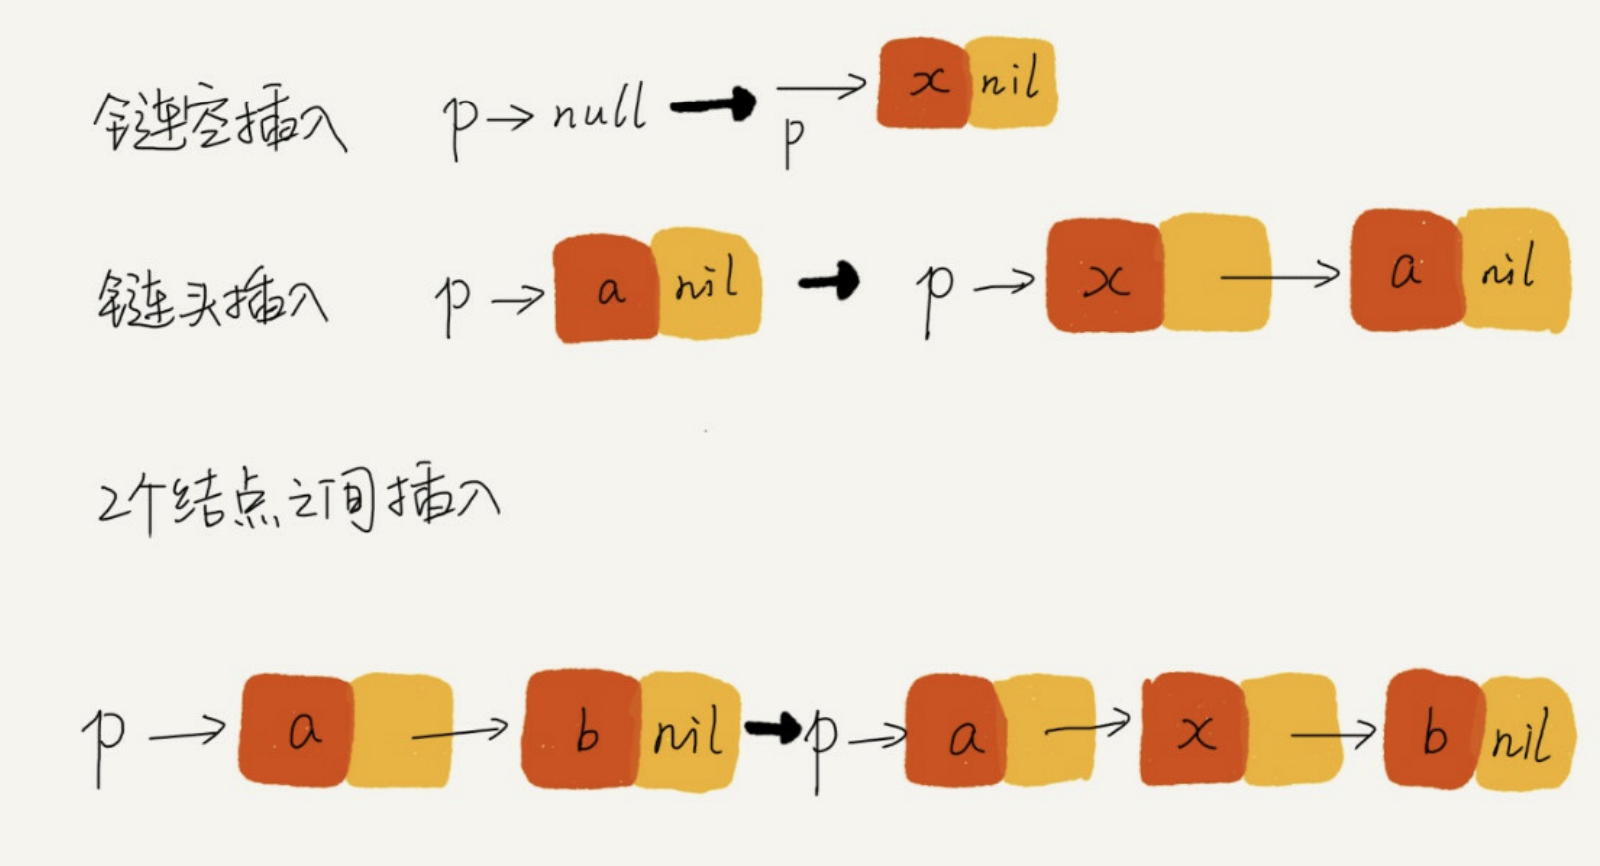 链空插入 p→null → p→ x nil
链头插入 p→ a nil → p→ x → a nil
2个结点之间插入
p→ a → b nil → p→ a → x → b nil